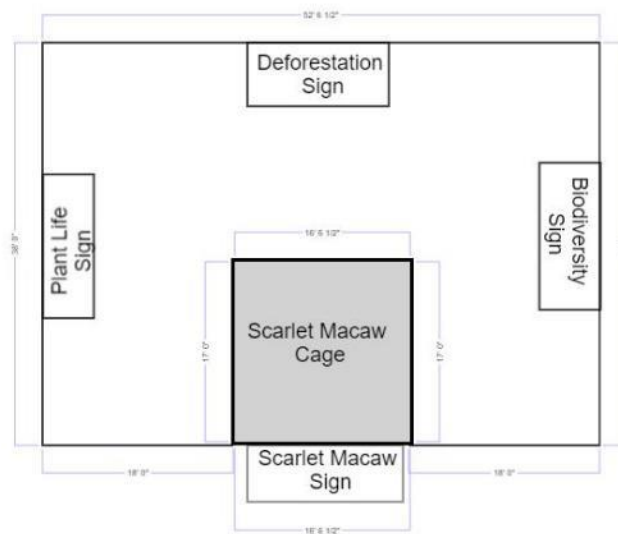 52' 6 1/2"
Deforestation
Sign
Plant Life
Sign
Biodiversity
Sign
38' 0"
16' 6 1/2"
17' 0"
Scarlet Macaw
Cage
17' 0"
Scarlet Macaw
Sign
18' 0"
18' 0"
16' 6 1/2"